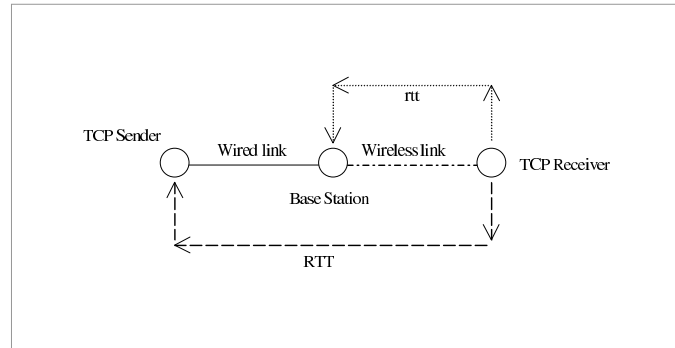 rtt
TCP Sender
Wired link
Wireless link
TCP Receiver
Base Station
RTT